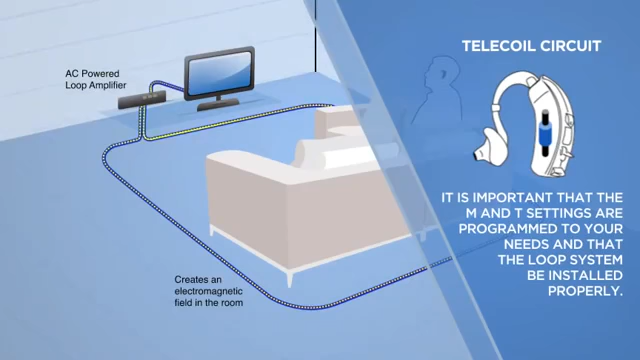 AC Powered
Loop Amplifier
Creates an
electromagnetic
field in the room
TELECOIL CIRCUIT
IT IS IMPORTANT THAT THE
M AND T SETTINGS ARE
PROGRAMMED TO YOUR
NEEDS AND THAT
THE LOOP SYSTEM
BE INSTALLED
PROPERLY.